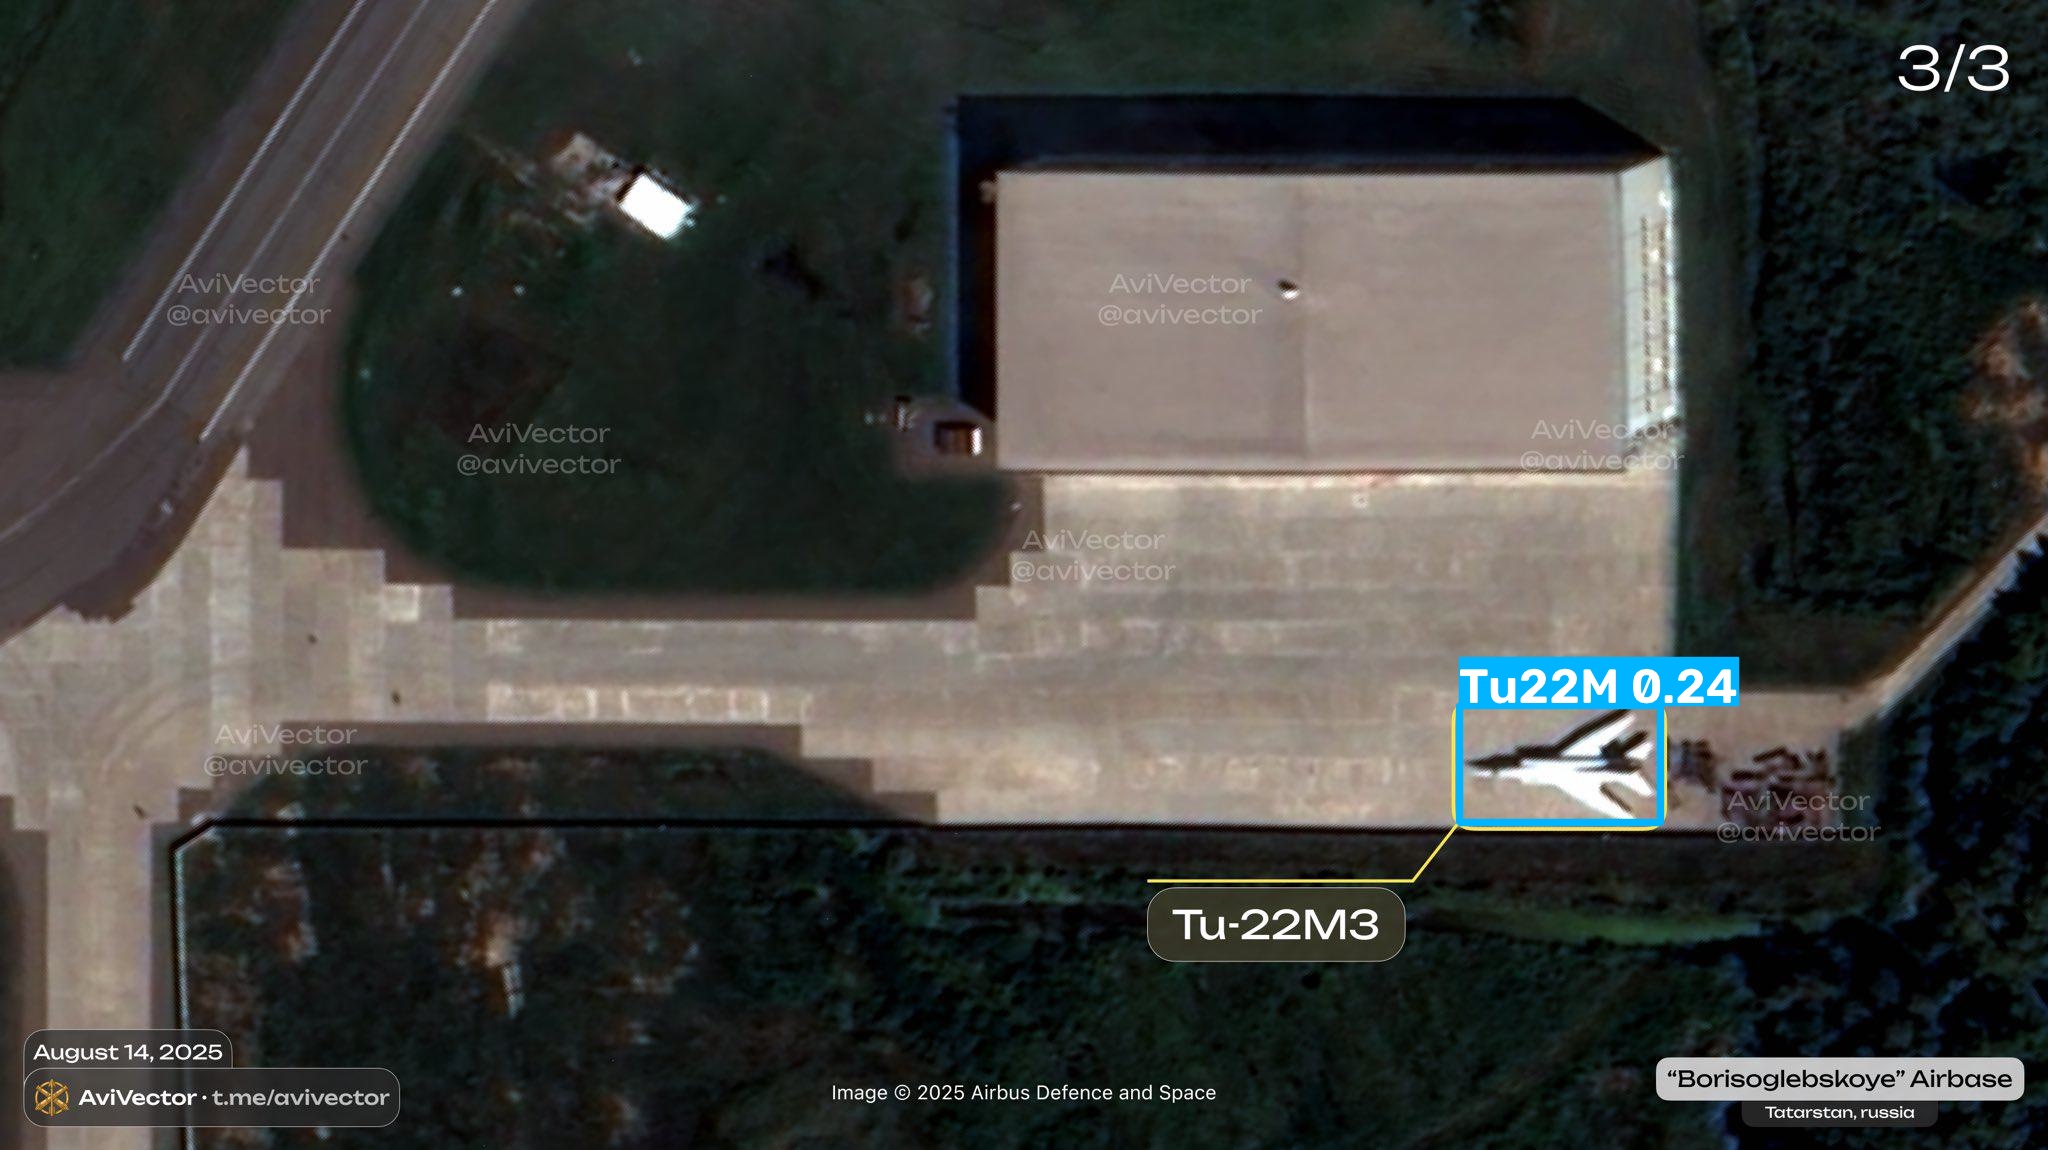 3/3
AviVector
@avivector
AviVector
@avivector
AviVector
@avivector
AviVector
@avivector
AviVector
@avivector
Tu22M 0.24
AviVector
@avivector
AviVector
@avivector
Tu-22M3
August 14, 2025
AviVector · t.me/avivector
Image © 2025 Airbus Defence and Space
“Borisoglebskoye” Airbase
Tatarstan, russia